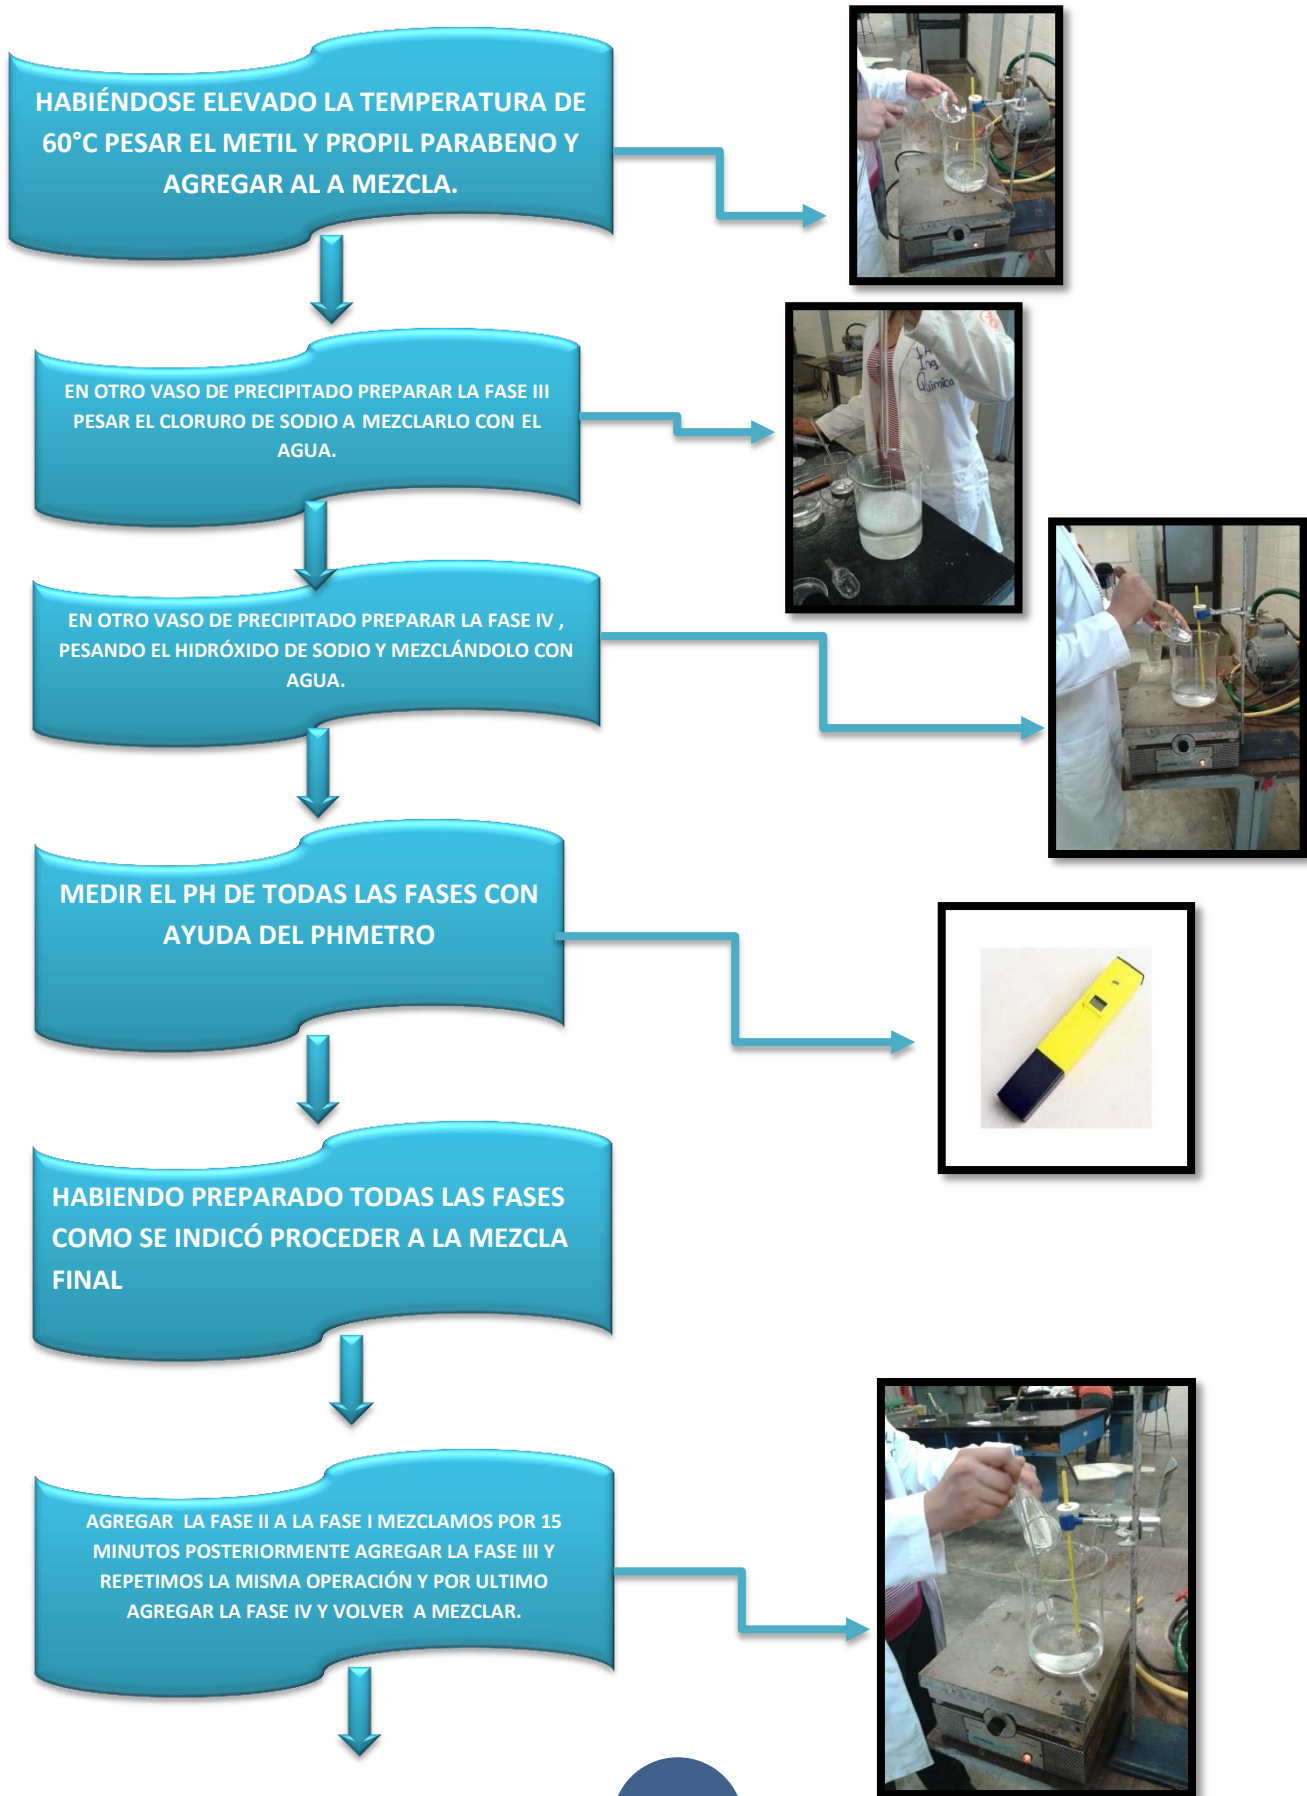 HABIÉNDOSE ELEVADO LA TEMPERATURA DE
60°C PESAR EL METIL Y PROPIL PARABENO Y
AGREGAR AL A MEZCLA.
EN OTRO VASO DE PRECIPITADO PREPARAR LA FASE III
PESAR EL CLORURO DE SODIO A MEZCLARLO CON EL
AGUA.
Ing
Química
EN OTRO VASO DE PRECIPITADO PREPARAR LA FASE IV ,
PESANDO EL HIDRÓXIDO DE SODIO Y MEZCLÁNDOLO CON
AGUA.
MEDIR EL PH DE TODAS LAS FASES CON
AYUDA DEL PHMETRO
HABIENDO PREPARADO TODAS LAS FASES
COMO SE INDICÓ PROCEDER A LA MEZCLA
FINAL
AGREGAR LA FASE II A LA FASE I MEZCLAMOS POR 15
MINUTOS POSTERIORMENTE AGREGAR LA FASE III Y
REPETIMOS LA MISMA OPERACIÓN Y POR ULTIMO
AGREGAR LA FASE IV Y VOLVER A MEZCLAR.